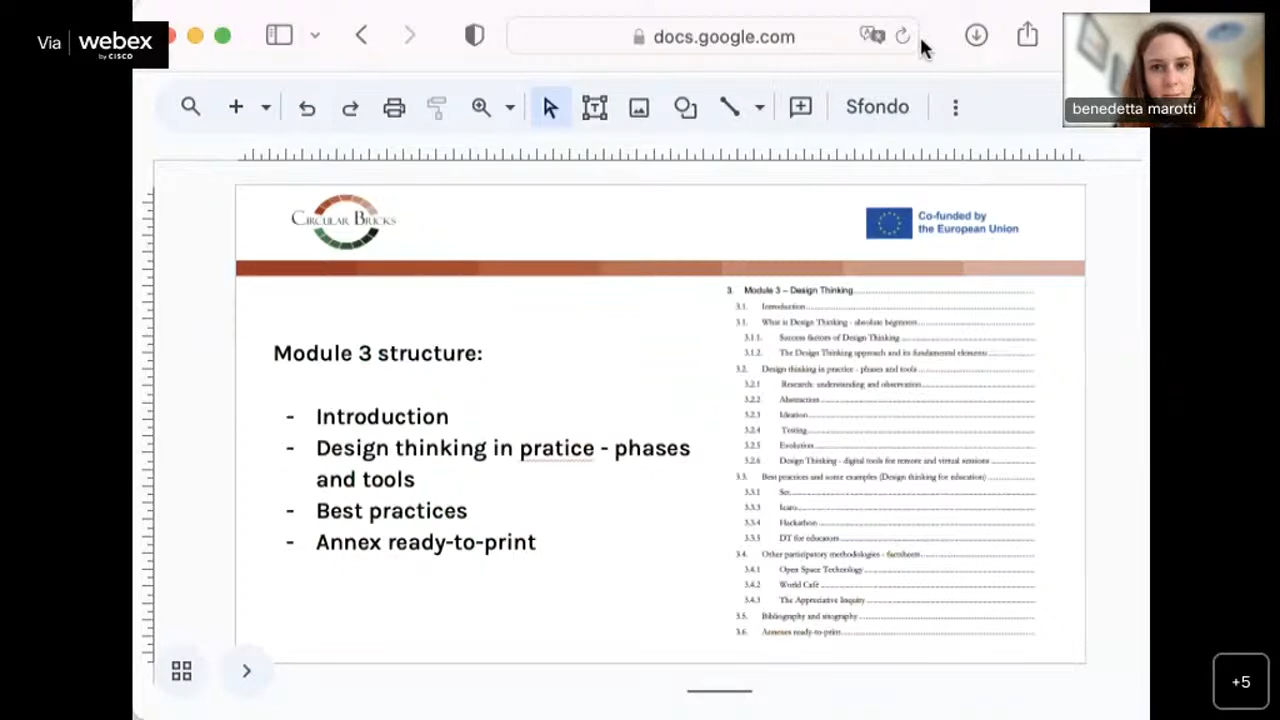 Via webex
by CISCO
docs.google.com
benedetta marotti
Sfondo
CIRCULAR BRICKS
Co-funded by
the European Union
Module 3 structure:
- Introduction
- Design thinking in pratice - phases
and tools
- Best practices
- Annex ready-to-print
3. Module 3 – Design Thinking
3.1. Introduction
3.1. What is Design Thinking - absolute beginners
3.1.1. Success factors of Design Thinking
3.1.2. The Design Thinking approach and its fundamental elements
3.2. Design thinking in practice - phases and tools
3.2.1 Research: understanding and observation
3.2.2 Abstraction
3.2.3 Ideation
3.2.4 Testing
3.2.5 Evolution
3.2.6 Design Thinking - digital tools for remote and virtual sessions
3.3. Best practices and some examples (Design thinking for education)
3.3.1
3.3.3 Icaro
3.3.4 Hackathon
3.3.5 DT for educators
3.4. Other participatory methodologies - factsheets
3.4.1 Open Space Technology
3.4.2 World Cafè
3.4.3 The Appreciative Inquiry
3.5. Bibliography and sitography
3.6. Annexes ready-to-print
+5